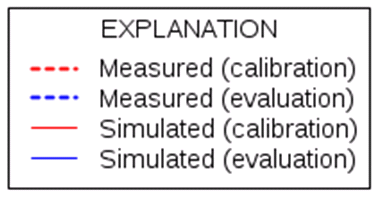 EXPLANATION
Measured (calibration)
Measured (evaluation)
Simulated (calibration)
Simulated (evaluation)